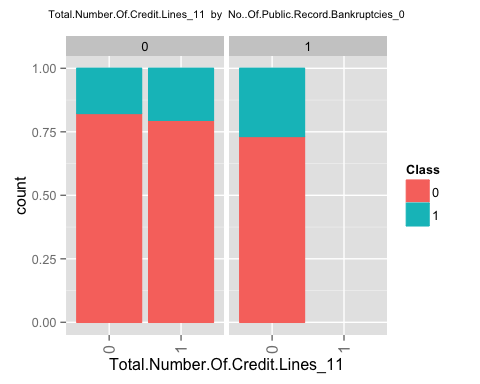 Total.Number.Of.Credit.Lines_11 by No..Of.Public.Record.Bankruptcies_0
0 1
1.00
0.75
0.50
0.25
0.00
count
0 1 0 1
Total.Number.Of.Credit.Lines_11
Class
0
1